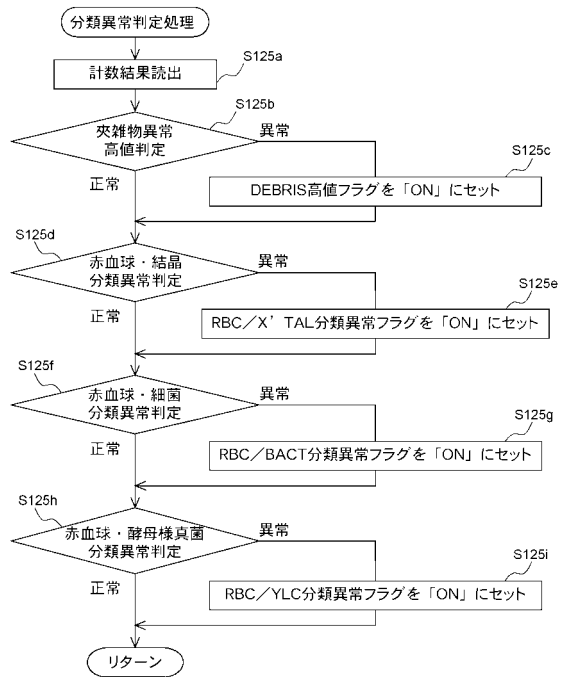 分類異常判定処理
S125a
計数結果読出
S125b
夾雑物異常
高値判定
異常
正常
S125c
DEBRIS高値フラグを「ON」にセット
S125d
赤血球・結晶
分類異常判定
異常
正常
S125e
RBC／X’TAL分類異常フラグを「ON」にセット
S125f
赤血球・細菌
分類異常判定
異常
正常
S125g
RBC／BACT分類異常フラグを「ON」にセット
S125h
赤血球・酵母様真菌
分類異常判定
異常
正常
S125i
RBC／YLC分類異常フラグを「ON」にセット
リターン